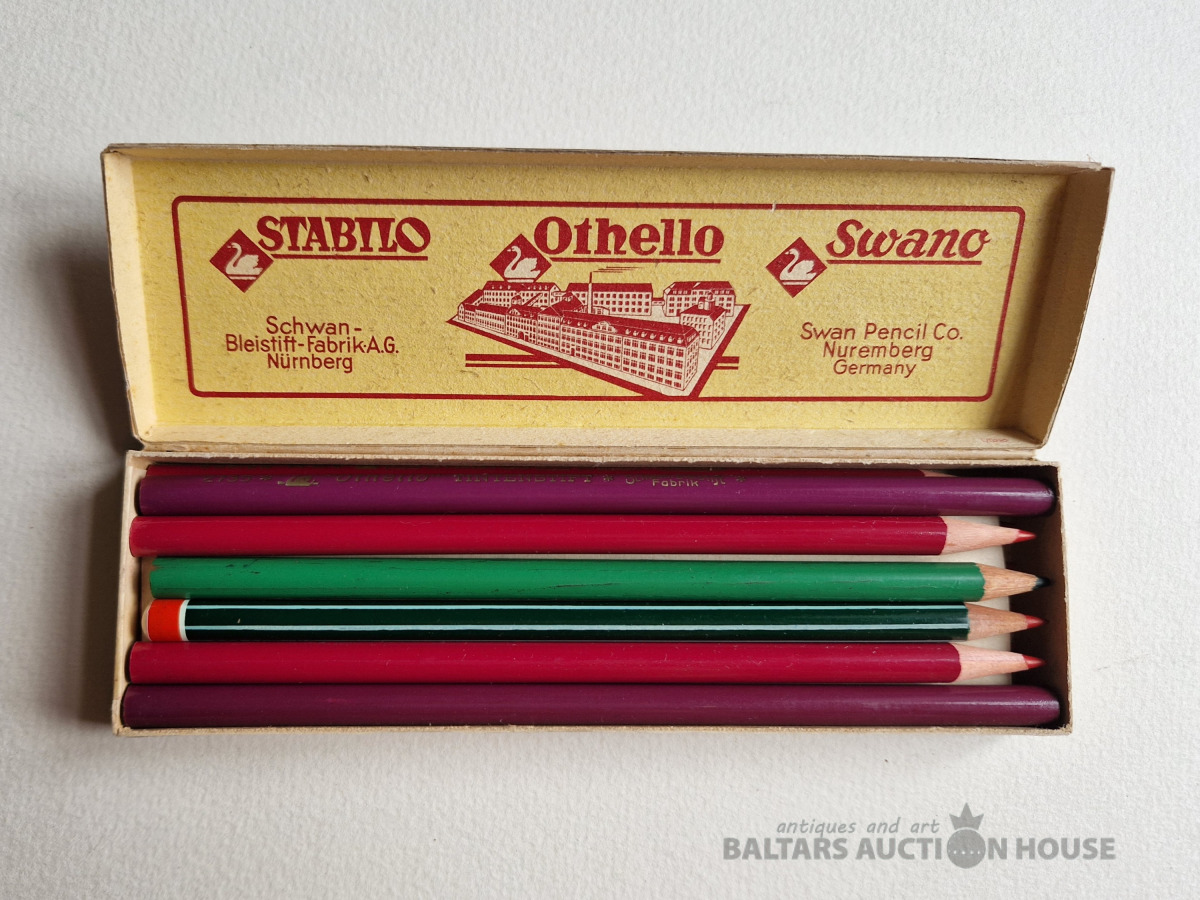 STABILO
Schwan-
Bleistift-Fabrik·A.G.
Nürnberg
Othello
Swano
Swan Pencil Co.
Nuremberg
Germany
Othello
Fabrik
antiques and art
BALTARS AUCTION HOUSE